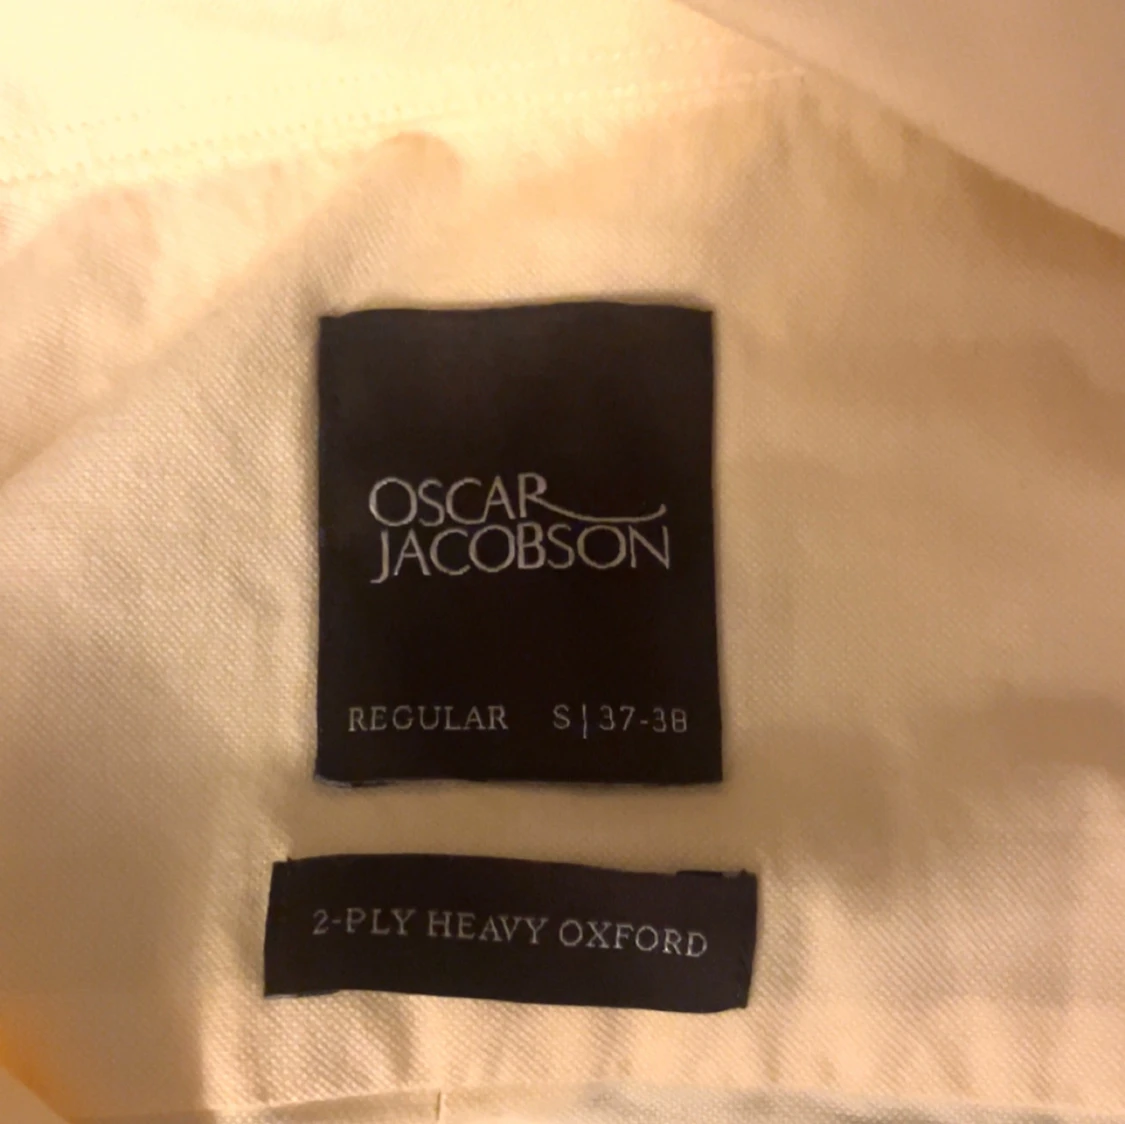 OSCAR
JACOBSON
REGULAR S | 37-38
2-PLY HEAVY OXFORD